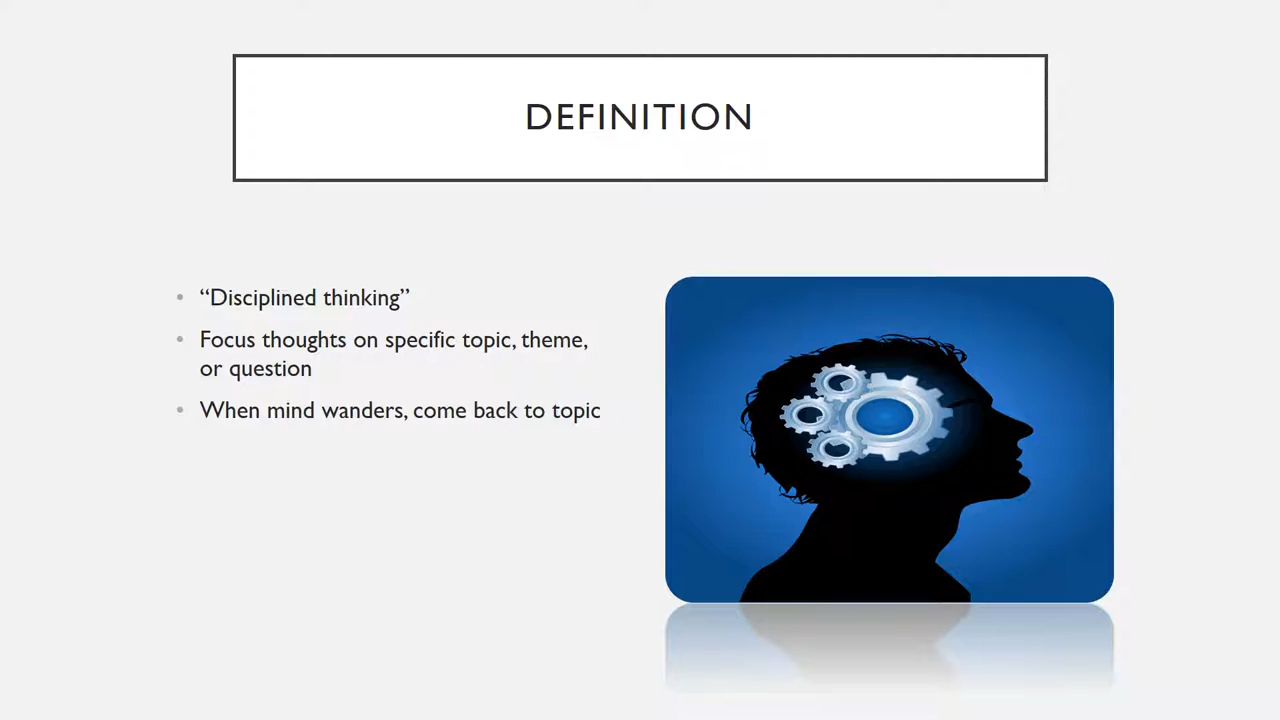 DEFINITION
• “Disciplined thinking”
• Focus thoughts on specific topic, theme,
or question
• When mind wanders, come back to topic